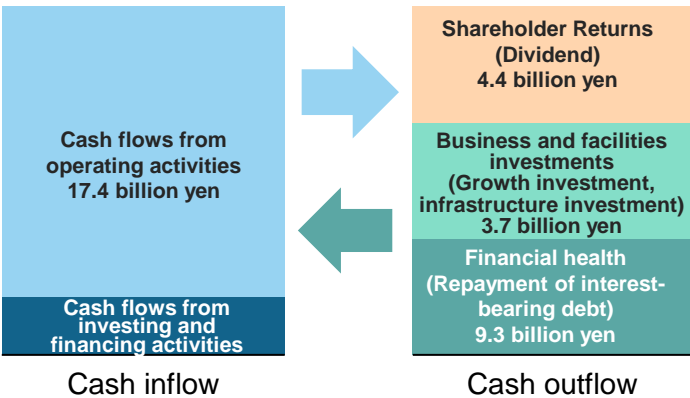 Cash flows from
operating activities
17.4 billion yen
Cash flows from
investing and
financing activities
Cash inflow
Shareholder Returns
(Dividend)
4.4 billion yen
Business and facilities
investments
(Growth investment,
infrastructure investment)
3.7 billion yen
Financial health
(Repayment of interest-
bearing debt)
9.3 billion yen
Cash outflow